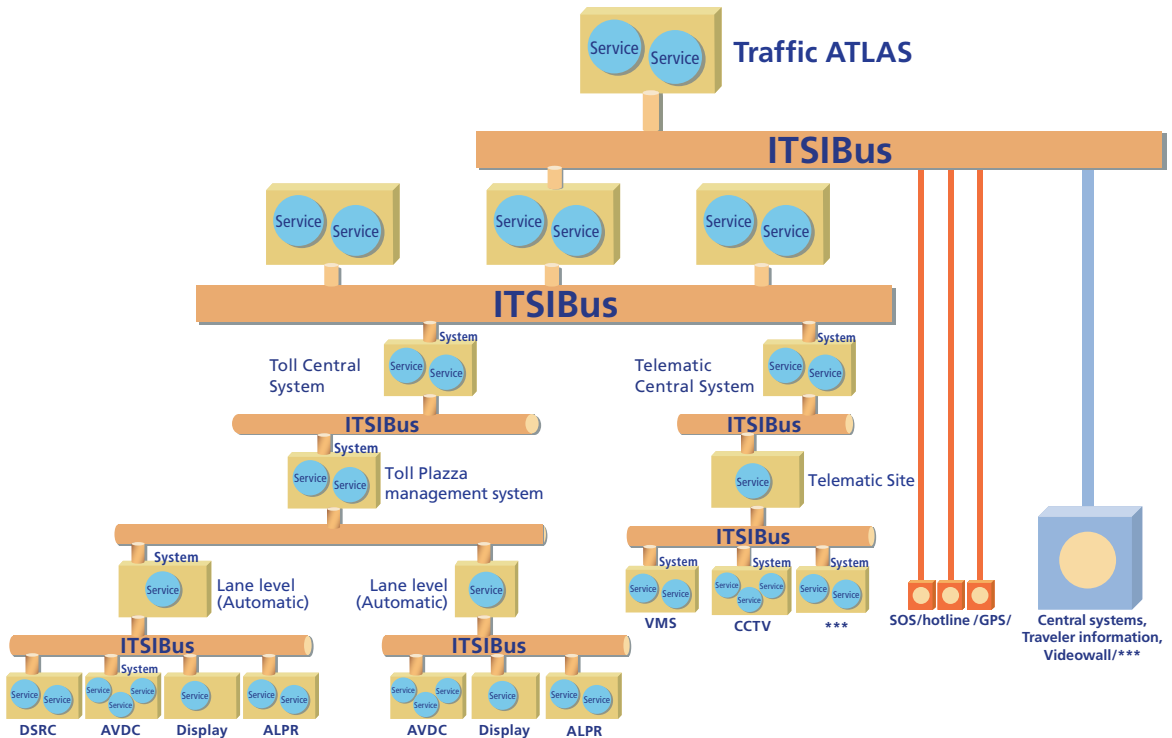 Service
Service
Traffic ATLAS
ITSIBus
Service
Service
Service
Service
Service
Service
ITSIBus
System
Service
Service
Toll Central
System
System
Service
Service
Telematic
Central System
ITSIBus
ITSIBus
System
Service
Service
Toll Plazza
management system
Service
Telematic Site
ITSIBus
System
Service
Lane level
(Automatic)
Lane level
(Automatic)
Service
System
Service
Service
VMS
System
Service
Service
Service
CCTV
System
Service
Service
***
SOS/hotline /GPS/
Central systems,
Traveler information,
Videowall/***
ITSIBus
ITSIBus
Service
Service
DSRC
System
Service
Service
Service
AVDC
Service
Display
Service
Service
ALPR
Service
Service
Service
AVDC
Service
Display
Service
Service
ALPR